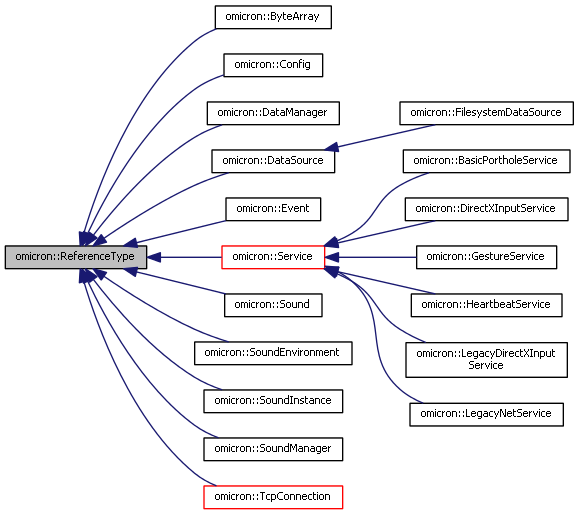 omicron::ByteArray
omicron::Config
omicron::DataManager
omicron::FilesystemDataSource
omicron::DataSource
omicron::BasicPortholeService
omicron::Event
omicron::DirectXInputService
omicron::ReferenceType
omicron::Service
omicron::GestureService
omicron::Sound
omicron::HeartbeatService
omicron::SoundEnvironment
omicron::LegacyDirectXInput
Service
omicron::SoundInstance
omicron::LegacyNetService
omicron::SoundManager
omicron::TcpConnection